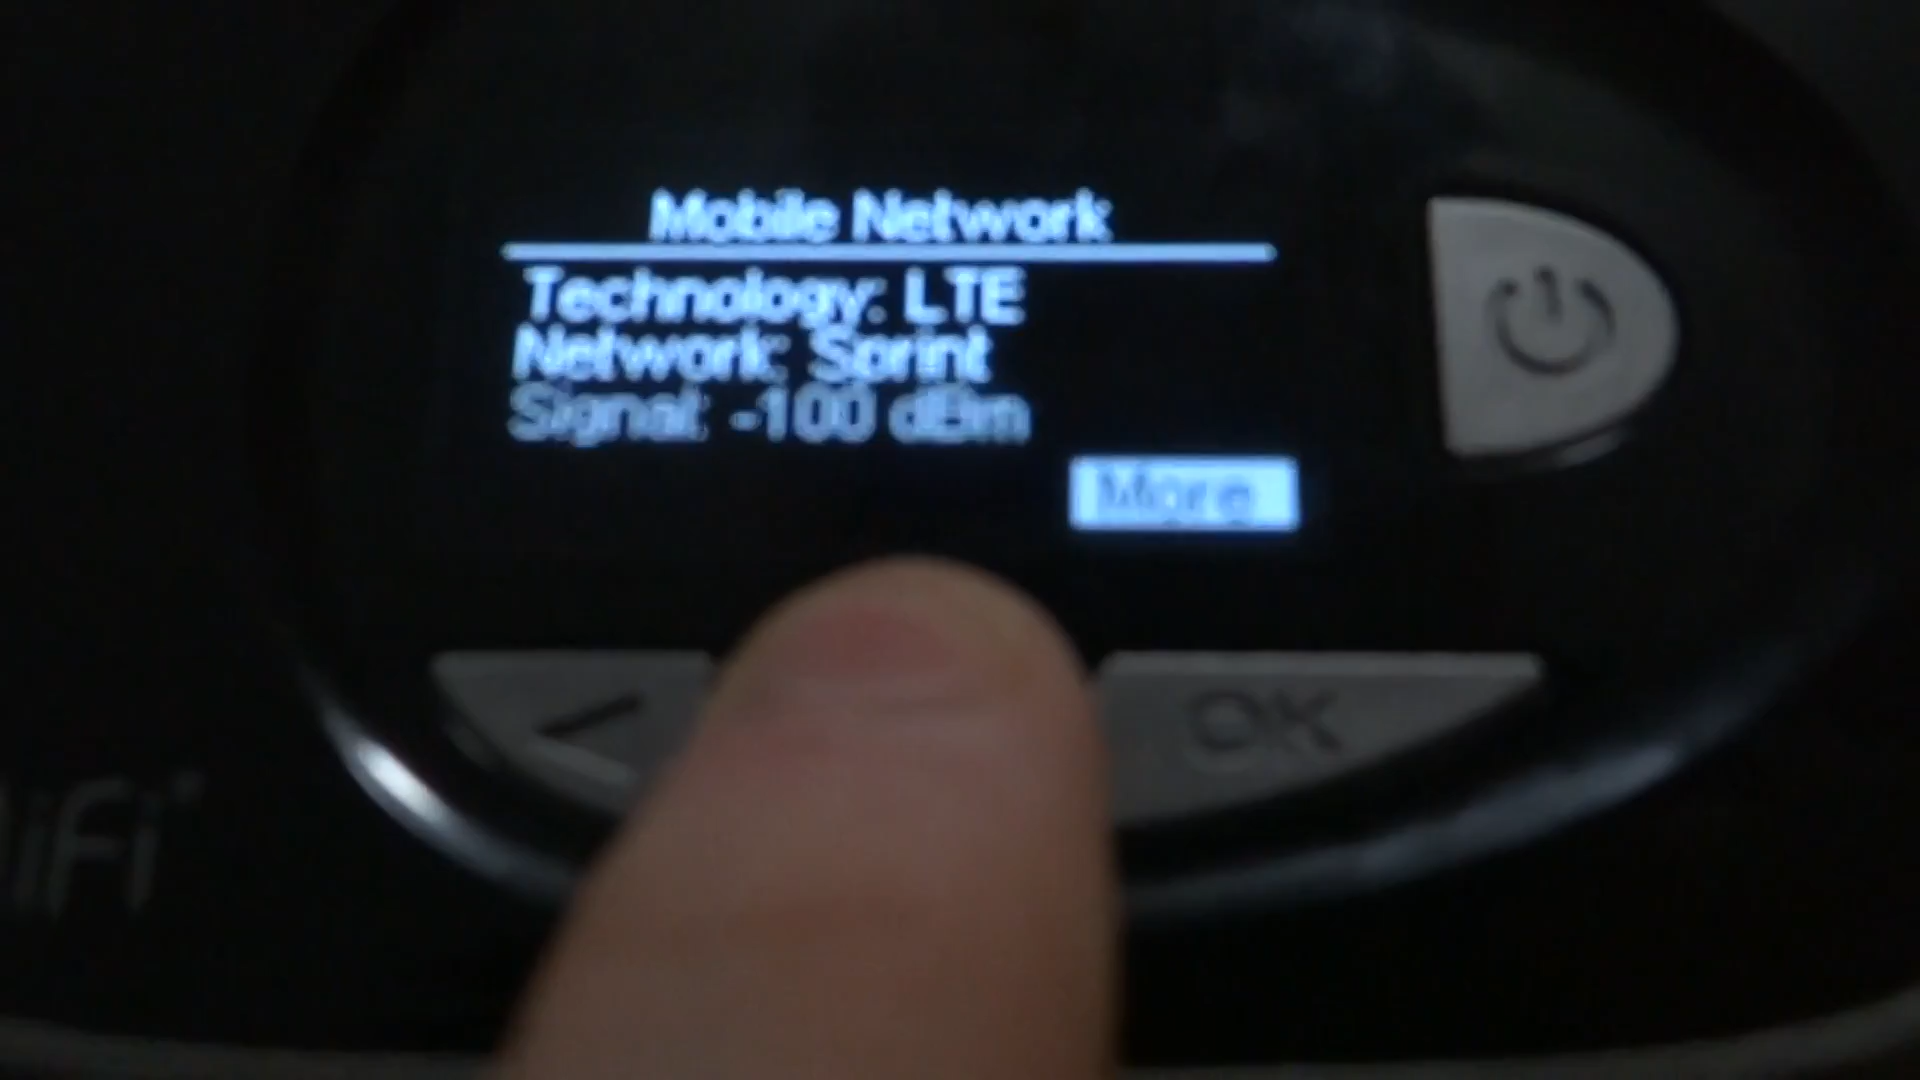 Mobile Network
Technology: LTE
Network: Sprint
Signal: -100 dBm
More
OK
iFi